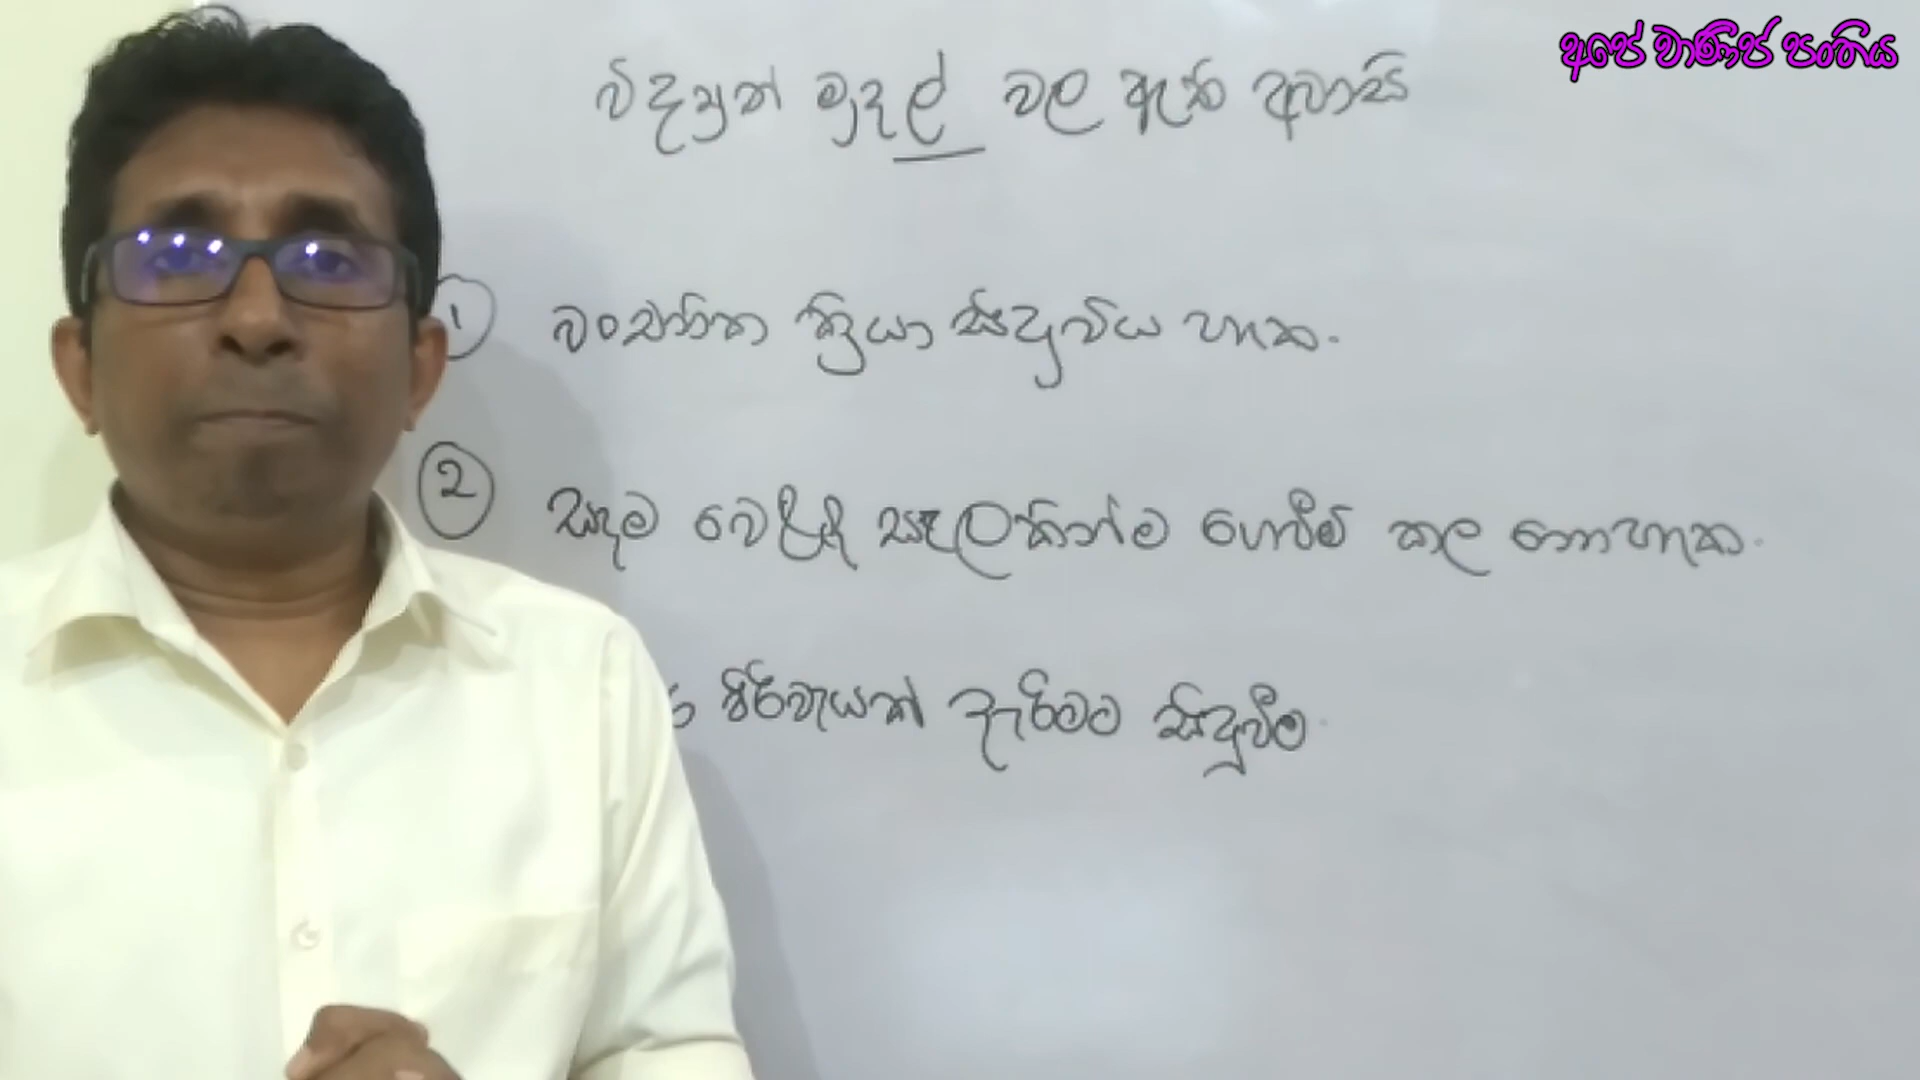 අපේ වාණිජ පංතිය
විද්‍යුත් මුදල් වල ඇති අවාසි
1 වංචනික ක්‍රියා සිදුවිය හැක.
2 සෑම වෙළඳ සැලකින්ම ගෙවීම් කල නොහැක.
පිරිවැයක් දැරීමට සිදුවීම.